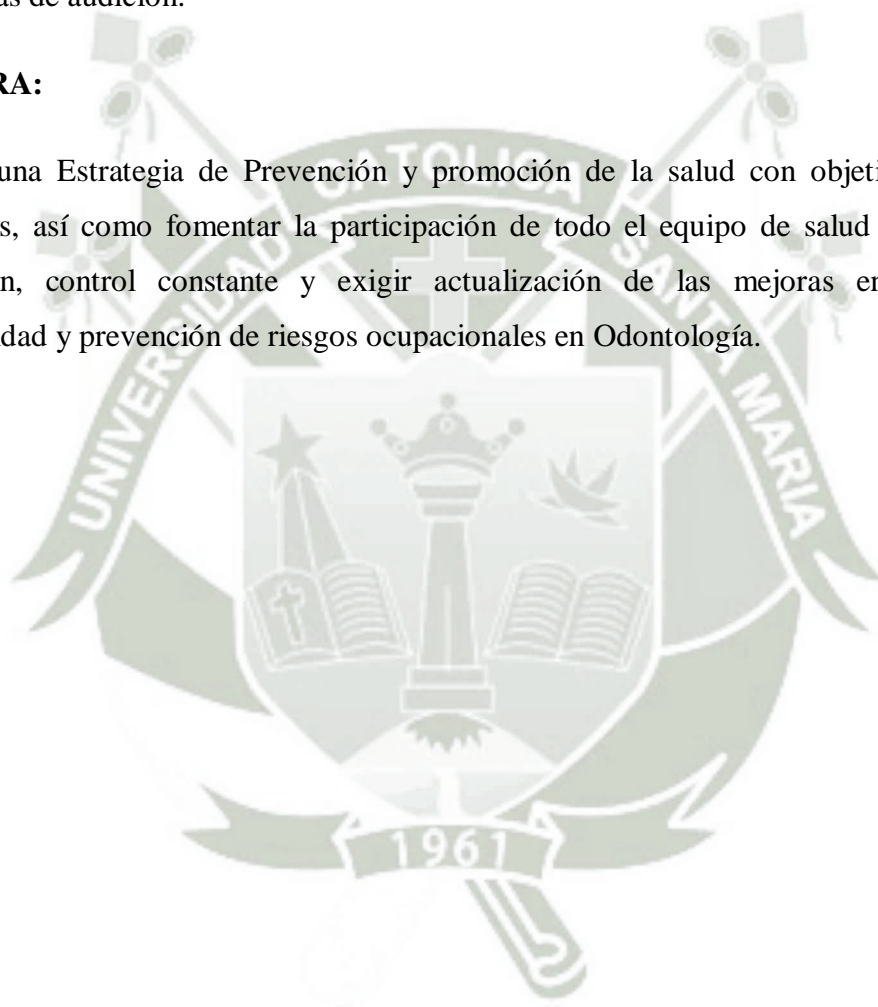 as de audición.
RA:
una Estrategia de Prevención y promoción de la salud con objeti
s, así como fomentar la participación de todo el equipo de salud
n, control constante y exigir actualización de las mejoras en
idad y prevención de riesgos ocupacionales en Odontología.
UNIVERSIDAD CATOLICA SANTA MARIA
1961